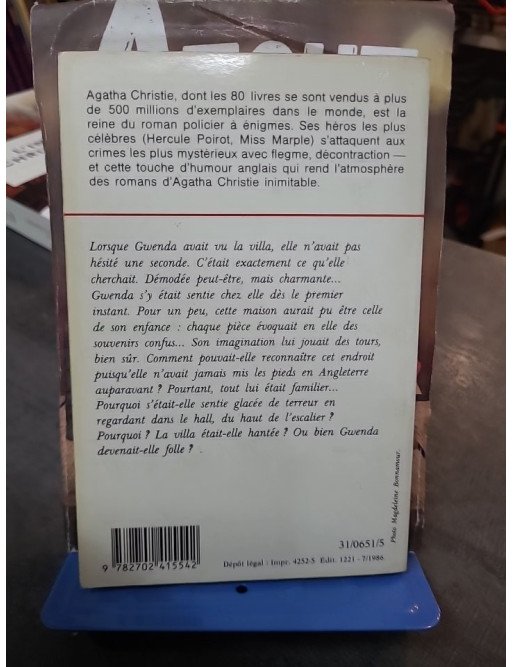 Agatha Christie, dont les 80 livres se sont vendus à plus
de 500 millions d'exemplaires dans le monde, est la
reine du roman policier à énigmes. Ses héros les plus
célèbres (Hercule Poirot, Miss Marple) s'attaquent aux
crimes les plus mystérieux avec flegme, décontraction —
et cette touche d'humour anglais qui rend l'atmosphère
des romans d'Agatha Christie inimitable.
Lorsque Gwenda avait vu la villa, elle n'avait pas
hésité une seconde. C'était exactement ce qu'elle
cherchait. Démodée peut-être, mais charmante...
Gwenda s'y était sentie chez elle dès le premier
instant. Pour un peu, cette maison aurait pu être celle
de son enfance : chaque pièce évoquait en elle des
souvenirs confus... Son imagination lui jouait des tours,
bien sûr. Comment pouvait-elle reconnaître cet endroit
puisqu'elle n'avait jamais mis les pieds en Angleterre
auparavant ? Pourtant, tout lui était familier...
Pourquoi s'était-elle sentie glacée de terreur en
regardant dans le hall, du haut de l'escalier ?
Pourquoi ? La villa était-elle hantée ? Ou bien Gwenda
devenait-elle folle ?
Photo Magdeleine Bonnamour.
31/0651/5
9 782702 415542
Dépôt légal : Impr. 4252-5 Édit. 1221 - 7/1986